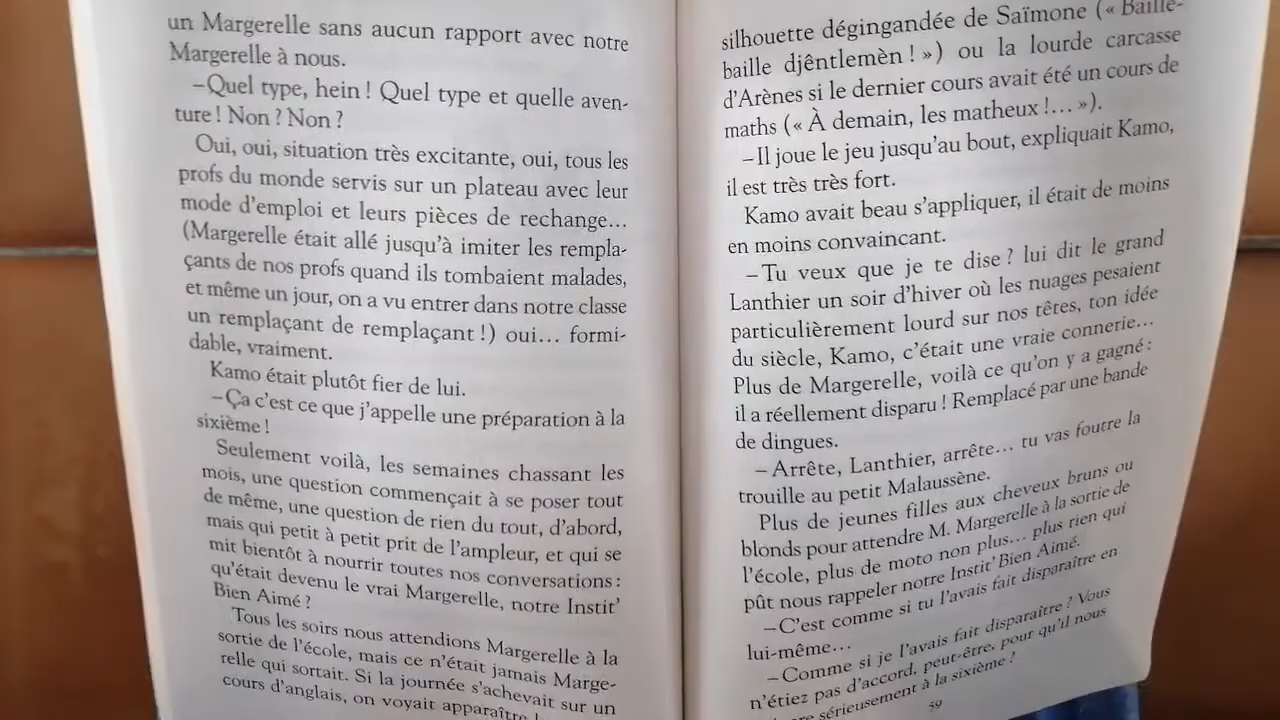 un Margerelle sans aucun rapport avec notre
Margerelle à nous.
– Quel type, hein ! Quel type et quelle aven-
ture ! Non ? Non ?
Oui, oui, situation très excitante, oui, tous les
profs du monde servis sur un plateau avec leur
mode d'emploi et leurs pièces de rechange…
(Margerelle était allé jusqu'à imiter les rempla-
çants de nos profs quand ils tombaient malades,
et même un jour, on a vu entrer dans notre classe
un remplaçant de remplaçant !) oui… formi-
dable, vraiment.
Kamo était plutôt fier de lui.
– Ça c'est ce que j'appelle une préparation à la
sixième !
Seulement voilà, les semaines chassant les
mois, une question commençait à se poser tout
de même, une question de rien du tout, d'abord,
mais qui petit à petit prit de l'ampleur, et qui se
mit bientôt à nourrir toutes nos conversations :
qu'était devenu le vrai Margerelle, notre Instit'
Bien Aimé ?
Tous les soirs nous attendions Margerelle à la
sortie de l'école, mais ce n'était jamais Marge-
relle qui sortait. Si la journée s'achevait sur un
cours d'anglais, on voyait apparaître
silhouette dégingandée de Saïmone (« Baille-
baille djêntlemèn ! ») ou la lourde carcasse
d'Arènes si le dernier cours avait été un cours de
maths (« À demain, les matheux !… »).
– Il joue le jeu jusqu'au bout, expliquait Kamo,
il est très très fort.
Kamo avait beau s'appliquer, il était de moins
en moins convaincant.
– Tu veux que je te dise ? lui dit le grand
Lanthier un soir d'hiver où les nuages pesaient
particulièrement lourd sur nos têtes, ton idée
du siècle, Kamo, c'était une vraie connerie…
Plus de Margerelle, voilà ce qu'on y a gagné :
il a réellement disparu ! Remplacé par une bande
de dingues.
– Arrête, Lanthier, arrête… tu vas foutre la
trouille au petit Malaussène.
Plus de jeunes filles aux cheveux bruns ou
blonds pour attendre M. Margerelle à la sortie de
l'école, plus de moto non plus… plus rien qui
pût nous rappeler notre Instit' Bien Aimé.
– C'est comme si tu l'avais fait disparaître en
lui-même…
– Comme si je l'avais fait disparaître ? Vous
n'étiez pas d'accord, peut-être, pour qu'il nous
sérieusement à la sixième ?
59